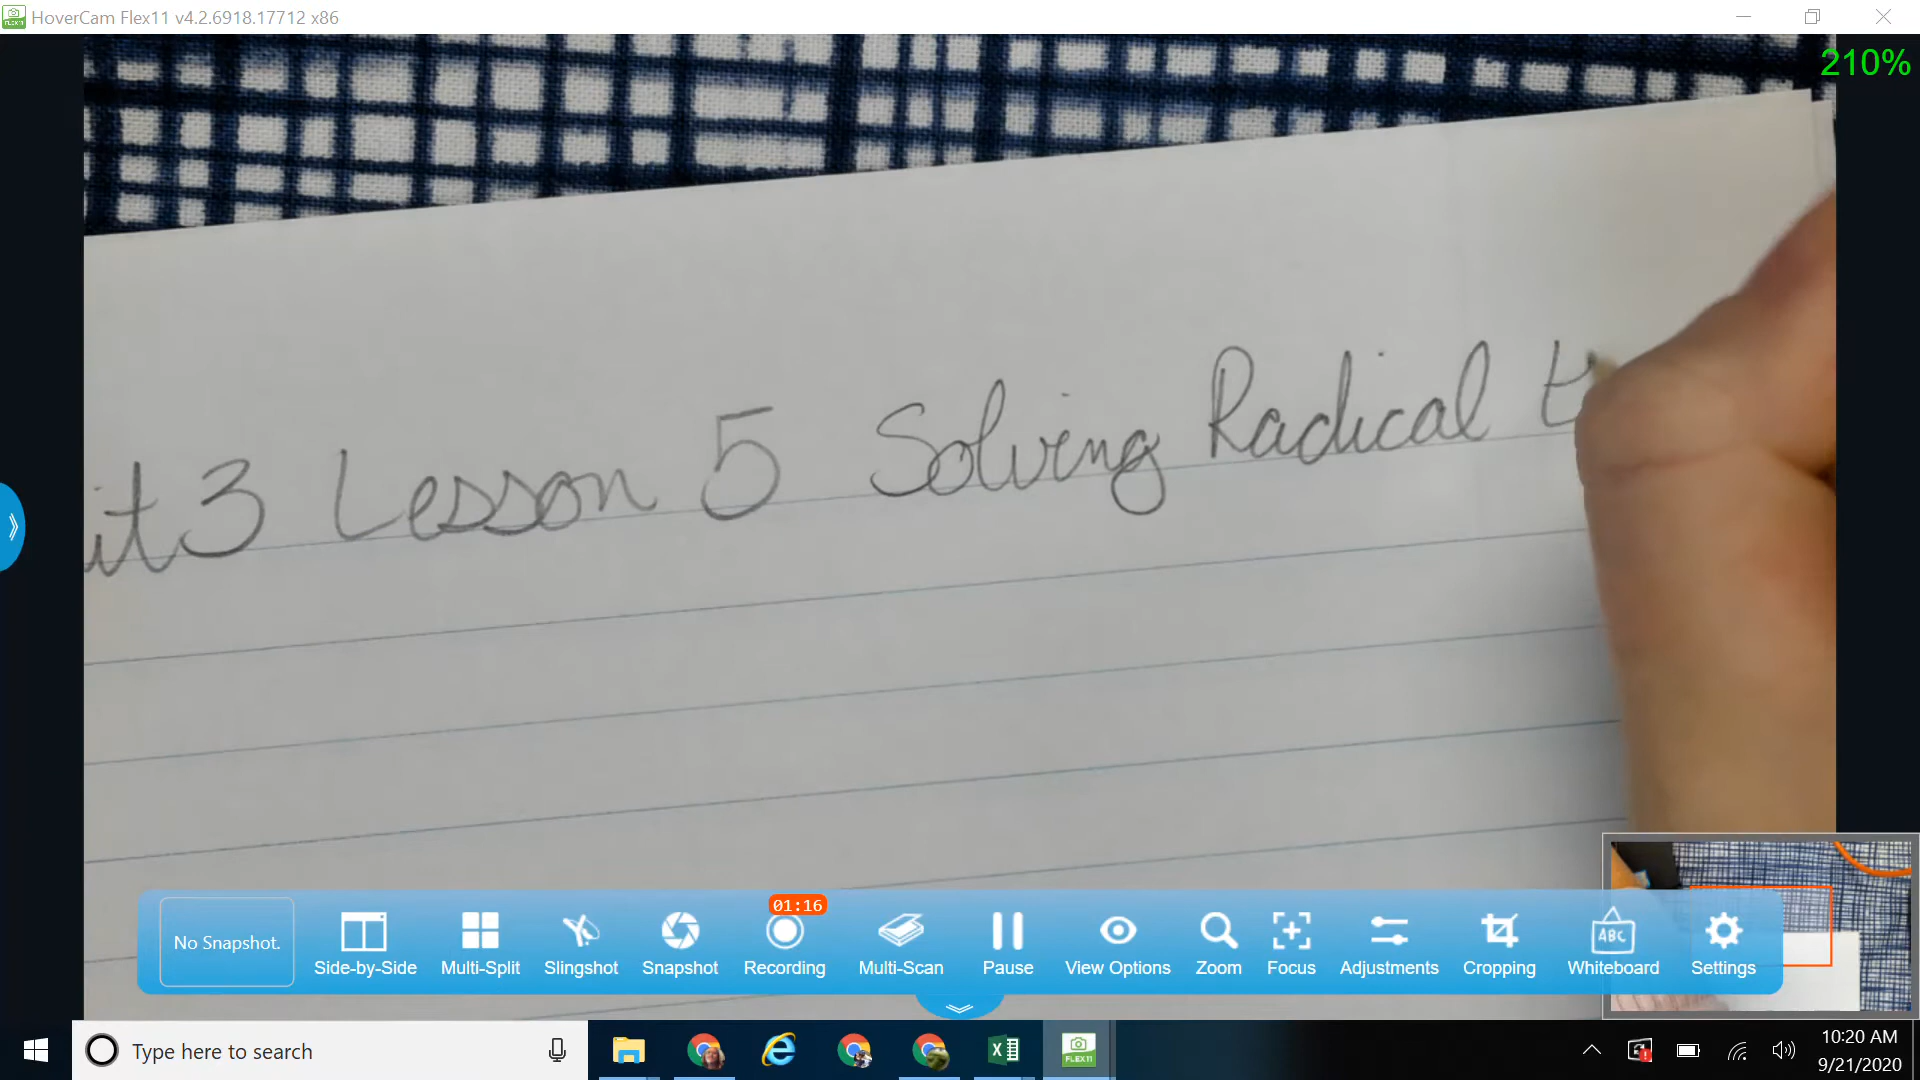 HoverCam Flex11 v4.2.6918.17712 x86
210%
it 3 Lesson 5 Solving Radical
01:16
No Snapshot.
Side-by-Side
Multi-Split
Slingshot
Snapshot
Recording
Multi-Scan
Pause
View Options
Zoom
Focus
Adjustments
Cropping
ABC
Whiteboard
Settings
Type here to search
FLEX11
10:20 AM
9/21/2020